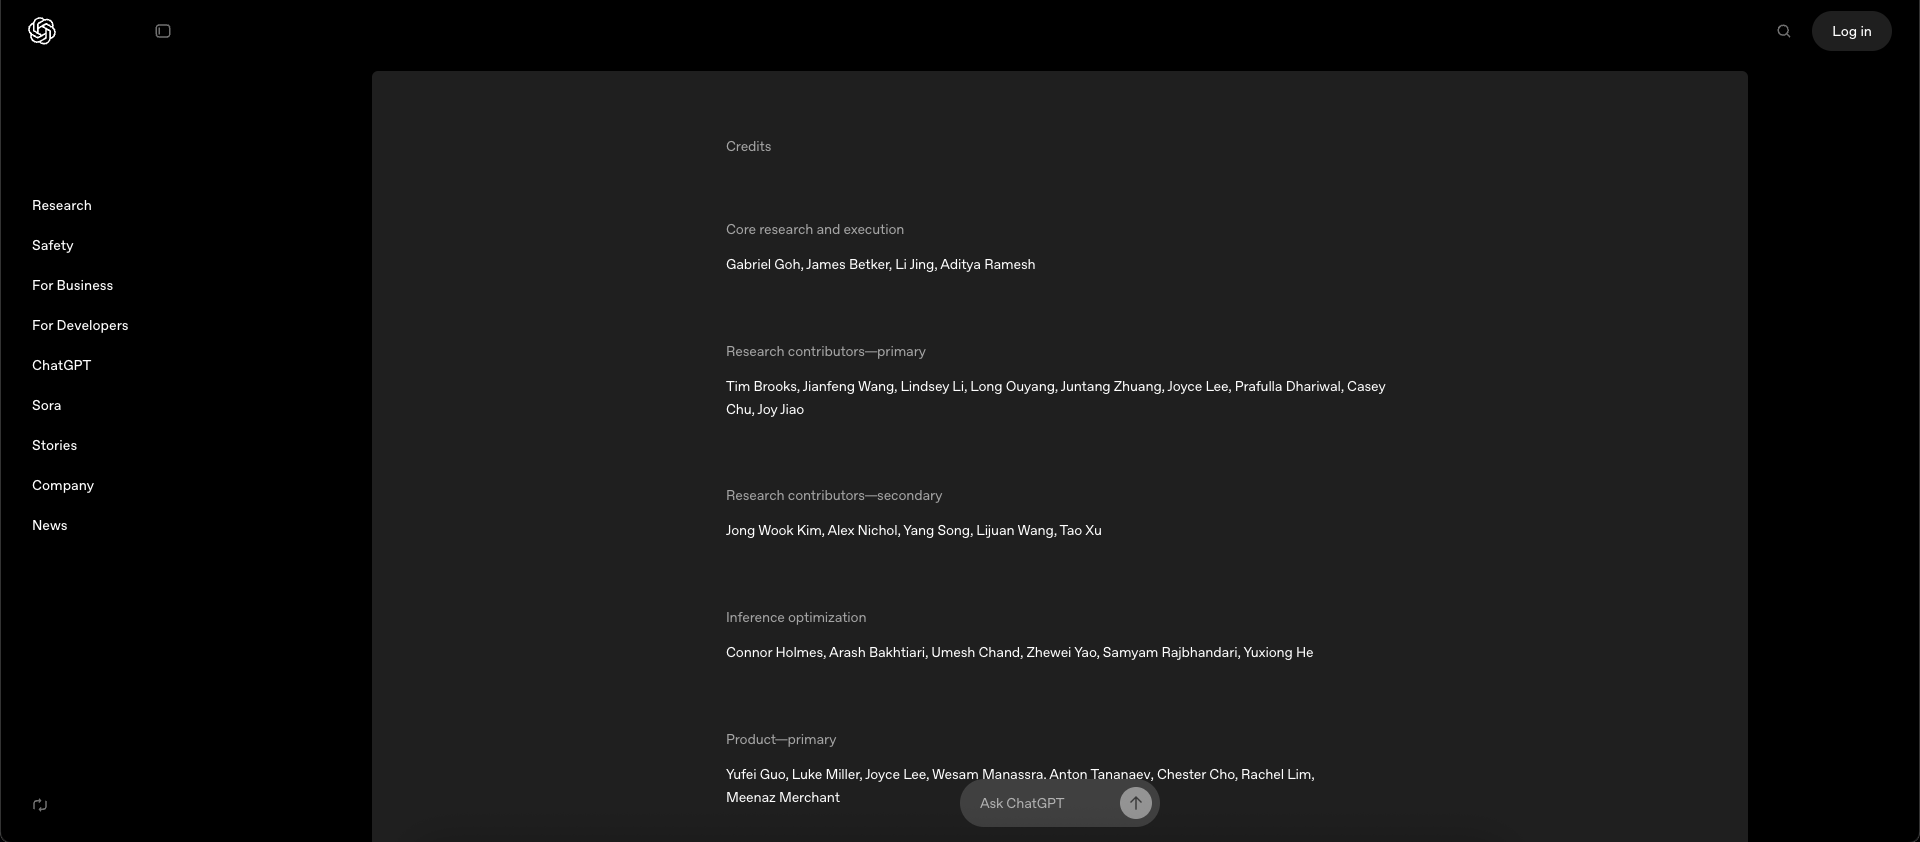 Log in
Research
Safety
For Business
For Developers
ChatGPT
Sora
Stories
Company
News
Credits
Core research and execution
Gabriel Goh, James Betker, Li Jing, Aditya Ramesh
Research contributors—primary
Tim Brooks, Jianfeng Wang, Lindsey Li, Long Ouyang, Juntang Zhuang, Joyce Lee, Prafulla Dhariwal, Casey
Chu, Joy Jiao
Research contributors—secondary
Jong Wook Kim, Alex Nichol, Yang Song, Lijuan Wang, Tao Xu
Inference optimization
Connor Holmes, Arash Bakhtiari, Umesh Chand, Zhewei Yao, Samyam Rajbhandari, Yuxiong He
Product—primary
Yufei Guo, Luke Miller, Joyce Lee, Wesam Manassra, Anton Tananaev, Chester Cho, Rachel Lim,
Meenaz Merchant
Ask ChatGPT